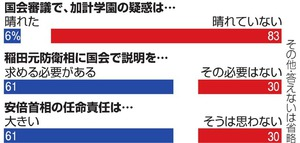 国会審議で、加計学園の疑惑は…
晴れた 晴れていない
6% 83
稲田元防衛相に国会で説明を…
求める必要がある その必要はない
61 30
安倍首相の任命責任は…
大きい そうは思わない
61 30
その他・答えないは省略